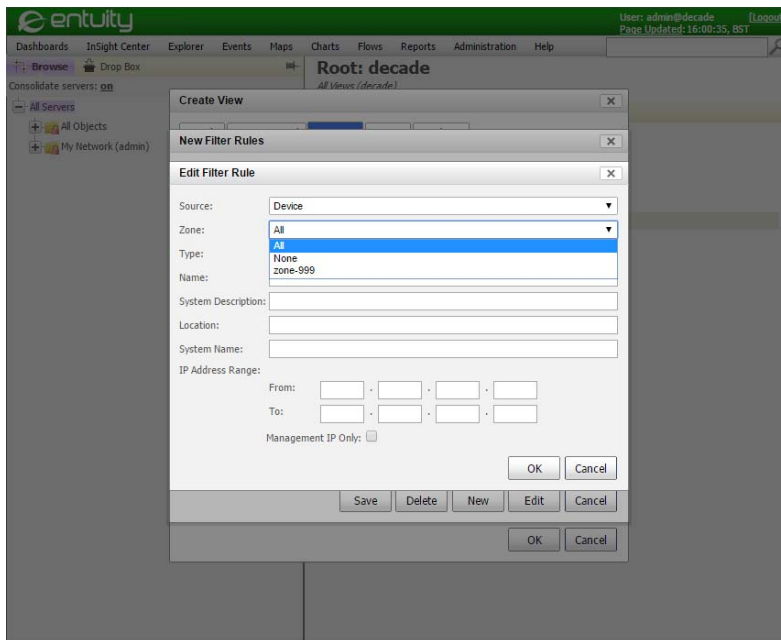 entuity
User: admin@decade [Logout
Page Updated: 16:00:35, BST
Dashboards InSight Center Explorer Events Maps Charts Flows Reports Administration Help
Browse Drop Box
Root: decade
All Views (decade)
Consolidate servers: on
All Servers
All Objects
My Network (admin)
Create View
New Filter Rules
Edit Filter Rule
Source: Device
Zone: All
All
None
zone-999
Type:
Name:
System Description:
Location:
System Name:
IP Address Range:
From: . . .
To: . . .
Management IP Only:
OK Cancel
Save Delete New Edit Cancel
OK Cancel